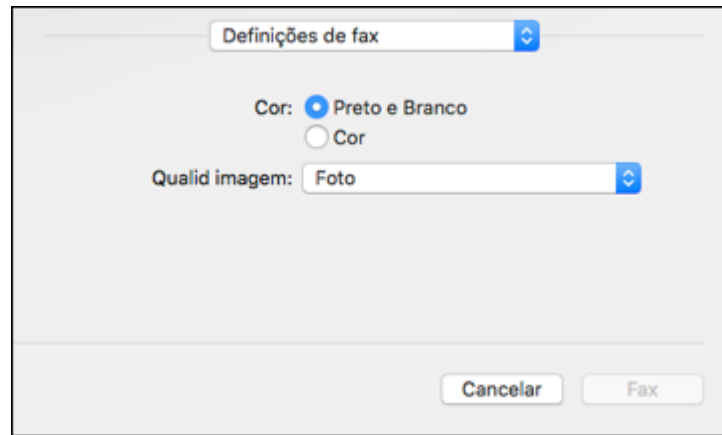 Definições de fax
Cor: Preto e Branco
Cor
Qualid imagem: Foto
Cancelar Fax